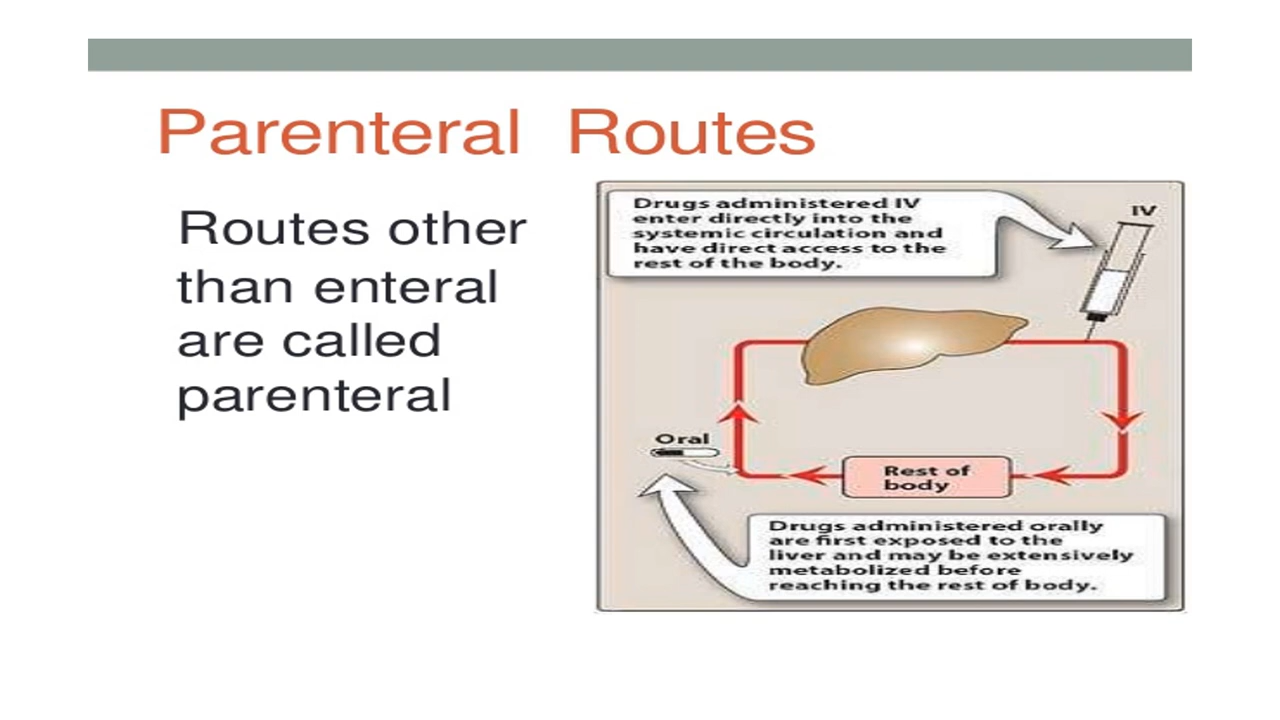 Parenteral Routes
Routes other
than enteral
are called
parenteral
Drugs administered IV
enter directly into the
systemic circulation and
have direct access to the
rest of the body.
IV
Oral
Rest of
body
Drugs administered orally
are first exposed to the
liver and may be extensively
metabolized before
reaching the rest of body.